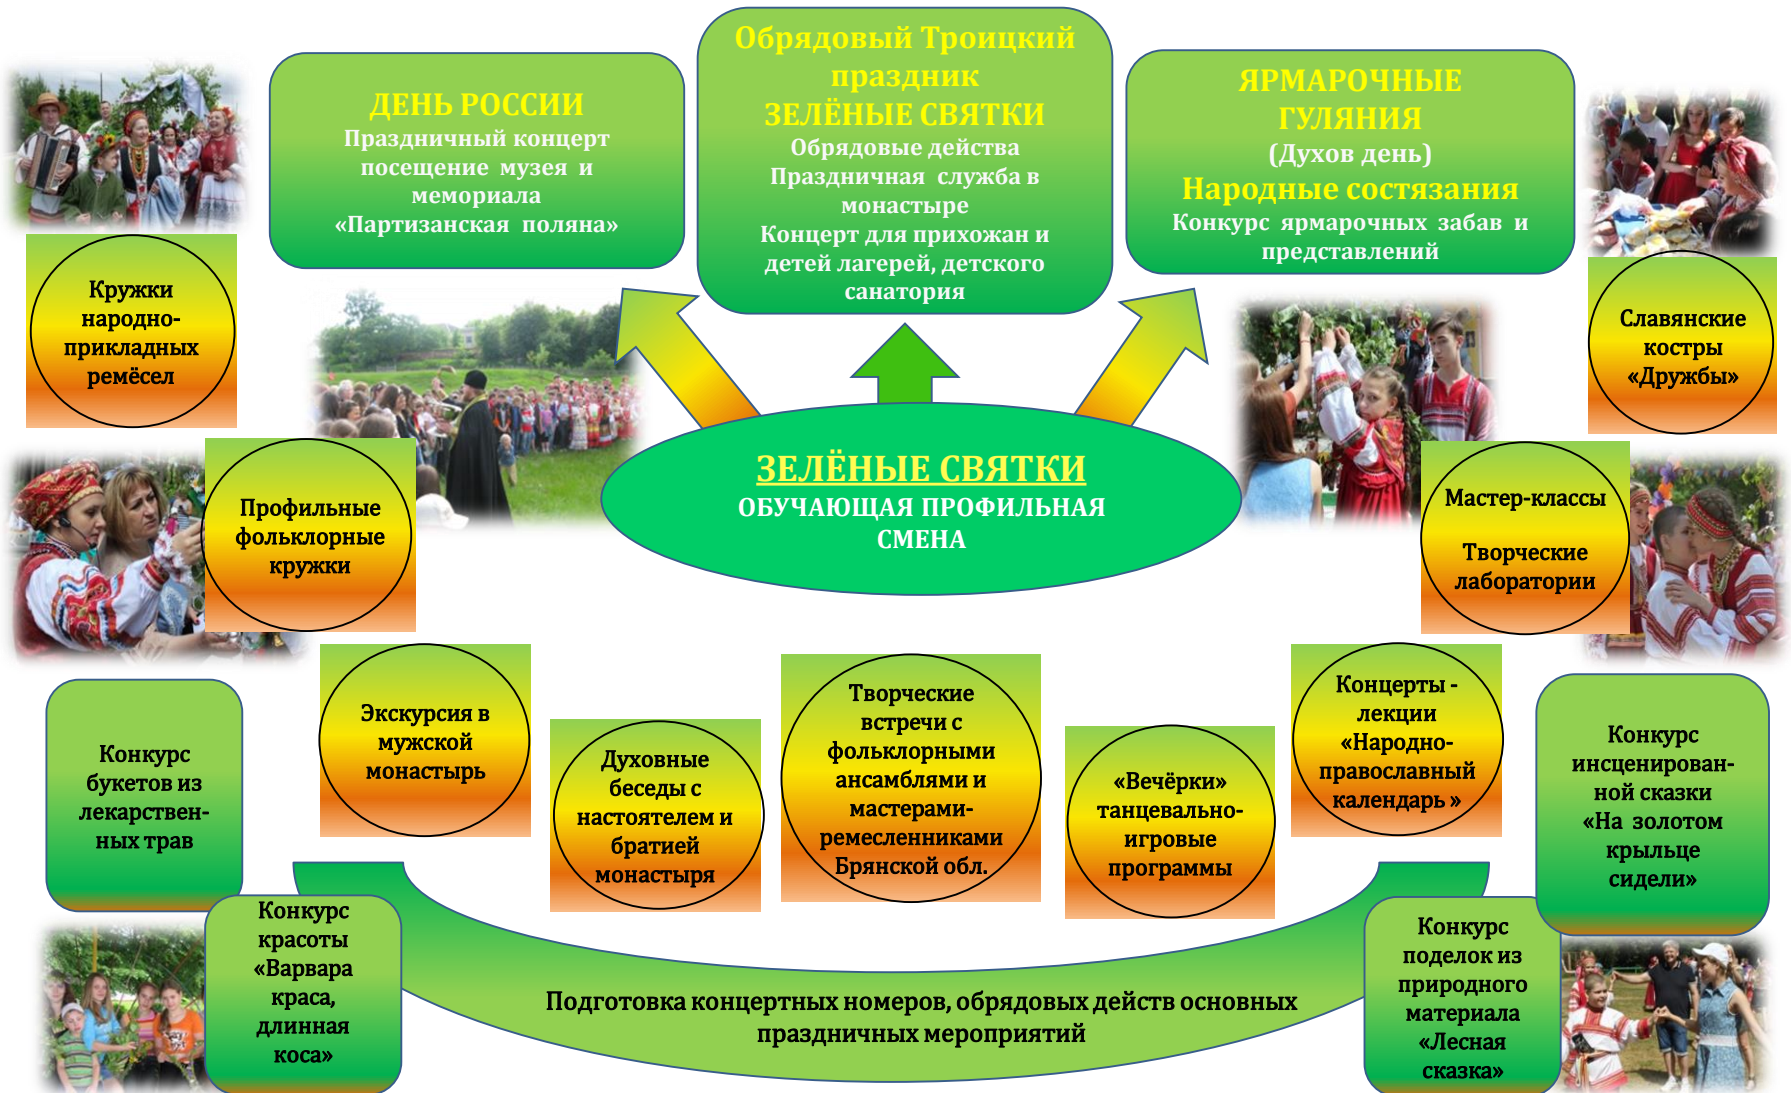 ДЕНЬ РОССИИ
Праздничный концерт
посещение музея и
мемориала
«Партизанская поляна»
Обрядовый Троицкий
праздник
ЗЕЛЁНЫЕ СВЯТКИ
Обрядовые действа
Праздничная служба в
монастыре
Концерт для прихожан и
детей лагерей, детского
санатория
ЯРМАРОЧНЫЕ
ГУЛЯНИЯ
(Духов день)
Народные состязания
Конкурс ярмарочных забав и
представлений
Кружки
народно-
прикладных
ремёсел
Славянские
костры
«Дружбы»
Профильные
фольклорные
кружки
ЗЕЛЁНЫЕ СВЯТКИ
ОБУЧАЮЩАЯ ПРОФИЛЬНАЯ
СМЕНА
Мастер-классы
Творческие
лаборатории
Конкурс
букетов из
лекарствен-
ных трав
Экскурсия в
мужской
монастырь
Духовные
беседы с
настоятелем и
братией
монастыря
Творческие
встречи с
фольклорными
ансамблями и
мастерами-
ремесленниками
Брянской обл.
«Вечёрки»
танцевально-
игровые
программы
Концерты -
лекции
«Народно-
православный
календарь »
Конкурс
инсценирован-
ной сказки
«На золотом
крыльце
сидели»
Конкурс
красоты
«Варвара
краса,
длинная
коса»
Подготовка концертных номеров, обрядовых действ основных
праздничных мероприятий
Конкурс
поделок из
природного
материала
«Лесная
сказка»